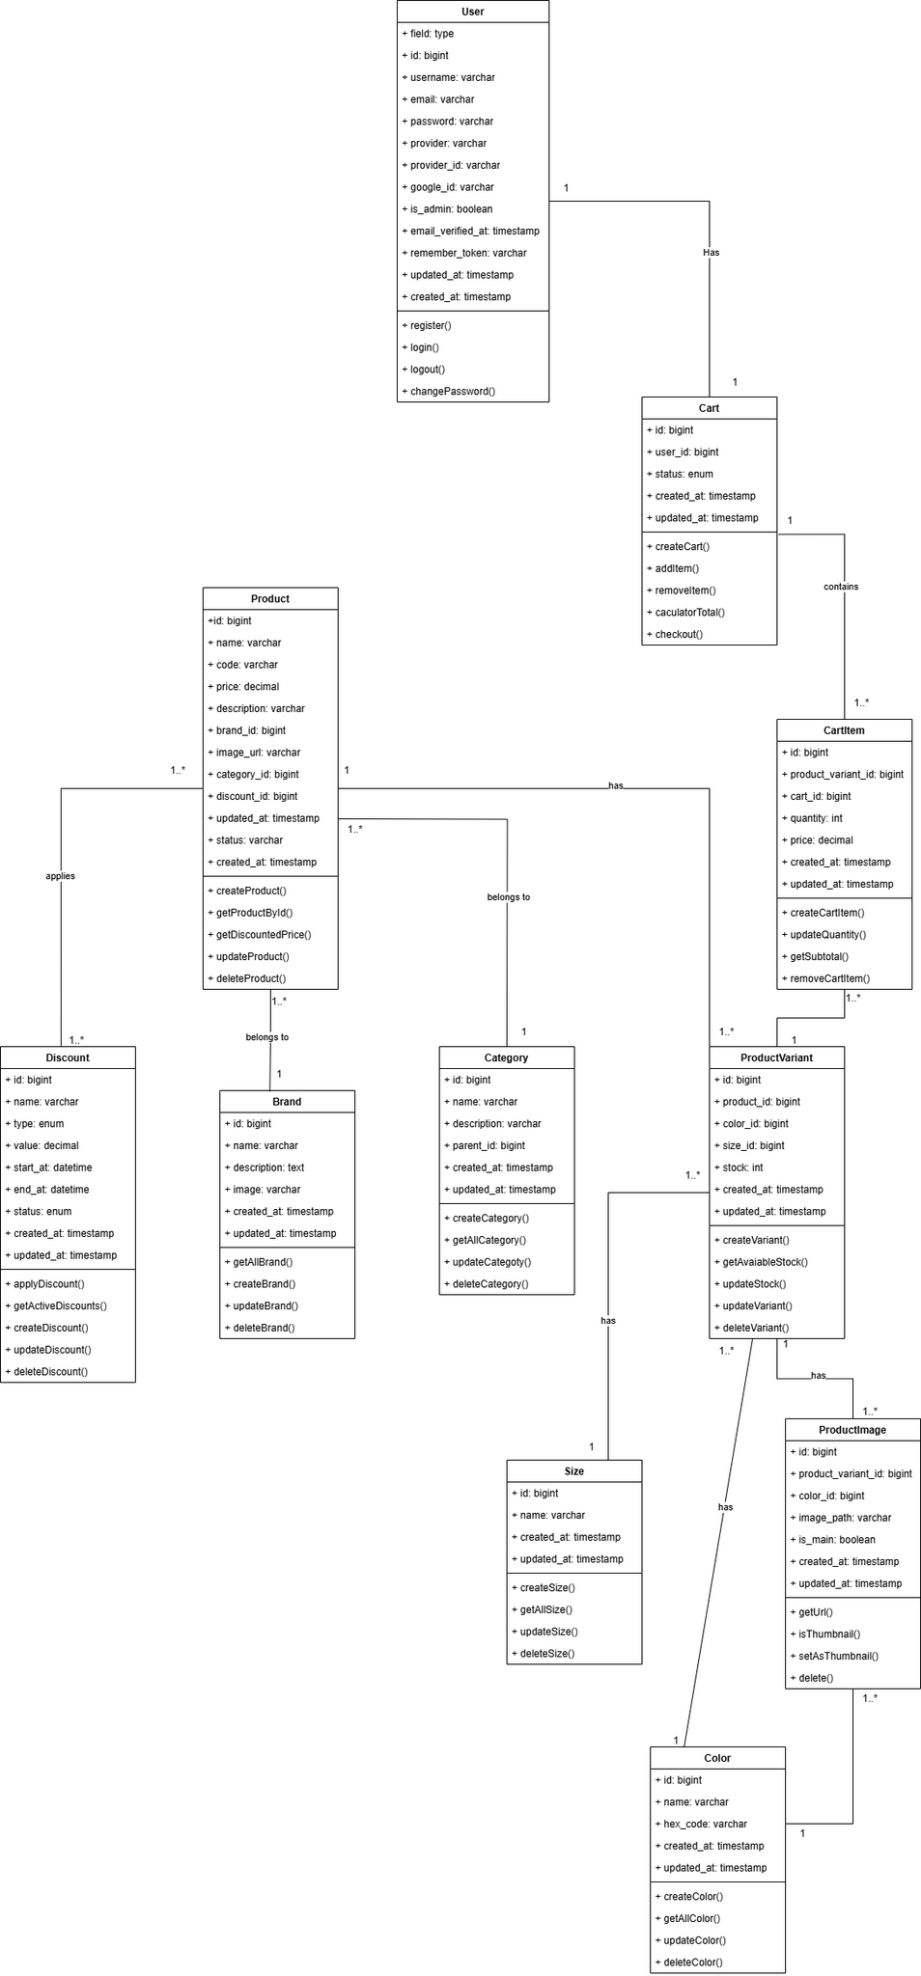 User
+ field: type
+ id: bigint
+ username: varchar
+ email: varchar
+ password: varchar
+ provider: varchar
+ provider_id: varchar
+ google_id: varchar
+ is_admin: boolean
+ email_verified_at: timestamp
+ remember_token: varchar
+ updated_at: timestamp
+ created_at: timestamp
+ register()
+ login()
+ logout()
+ changePassword()
1
Has
1
Cart
+ id: bigint
+ user_id: bigint
+ status: enum
+ created_at: timestamp
+ updated_at: timestamp
+ createCart()
+ addItem()
+ removeItem()
+ caculatorTotal()
+ checkout()
1
contains
1..*
Product
+id: bigint
+ name: varchar
+ code: varchar
+ price: decimal
+ description: varchar
+ brand_id: bigint
+ image_url: varchar
+ category_id: bigint
+ discount_id: bigint
+ updated_at: timestamp
+ status: varchar
+ created_at: timestamp
+ createProduct()
+ getProductById()
+ getDiscountedPrice()
+ updateProduct()
+ deleteProduct()
CartItem
+ id: bigint
+ product_variant_id: bigint
+ cart_id: bigint
+ quantity: int
+ price: decimal
+ created_at: timestamp
+ updated_at: timestamp
+ createCartItem()
+ updateQuantity()
+ getSubtotal()
+ removeCartItem()
1..*
applies
1..*
1
has
1..*
1..*
belongs to
1
1..*
belongs to
1
1..*
1
Discount
+ id: bigint
+ name: varchar
+ type: enum
+ value: decimal
+ start_at: datetime
+ end_at: datetime
+ status: enum
+ created_at: timestamp
+ updated_at: timestamp
+ applyDiscount()
+ getActiveDiscounts()
+ createDiscount()
+ updateDiscount()
+ deleteDiscount()
Brand
+ id: bigint
+ name: varchar
+ description: text
+ image: varchar
+ created_at: timestamp
+ updated_at: timestamp
+ getAllBrand()
+ createBrand()
+ updateBrand()
+ deleteBrand()
Category
+ id: bigint
+ name: varchar
+ description: varchar
+ parent_id: bigint
+ created_at: timestamp
+ updated_at: timestamp
+ createCategory()
+ getAllCategory()
+ updateCategoty()
+ deleteCategory()
ProductVariant
+ id: bigint
+ product_id: bigint
+ color_id: bigint
+ size_id: bigint
+ stock: int
+ created_at: timestamp
+ updated_at: timestamp
+ createVariant()
+ getAvaiableStock()
+ updateStock()
+ updateVariant()
+ deleteVariant()
1..*
has
1
1..*
has
1
1
has
1..*
Size
+ id: bigint
+ name: varchar
+ created_at: timestamp
+ updated_at: timestamp
+ createSize()
+ getAllSize()
+ updateSize()
+ deleteSize()
ProductImage
+ id: bigint
+ product_variant_id: bigint
+ color_id: bigint
+ image_path: varchar
+ is_main: boolean
+ created_at: timestamp
+ updated_at: timestamp
+ getUrl()
+ isThumbnail()
+ setAsThumbnail()
+ delete()
1..*
1
Color
+ id: bigint
+ name: varchar
+ hex_code: varchar
+ created_at: timestamp
+ updated_at: timestamp
+ createColor()
+ getAllColor()
+ updateColor()
+ deleteColor()